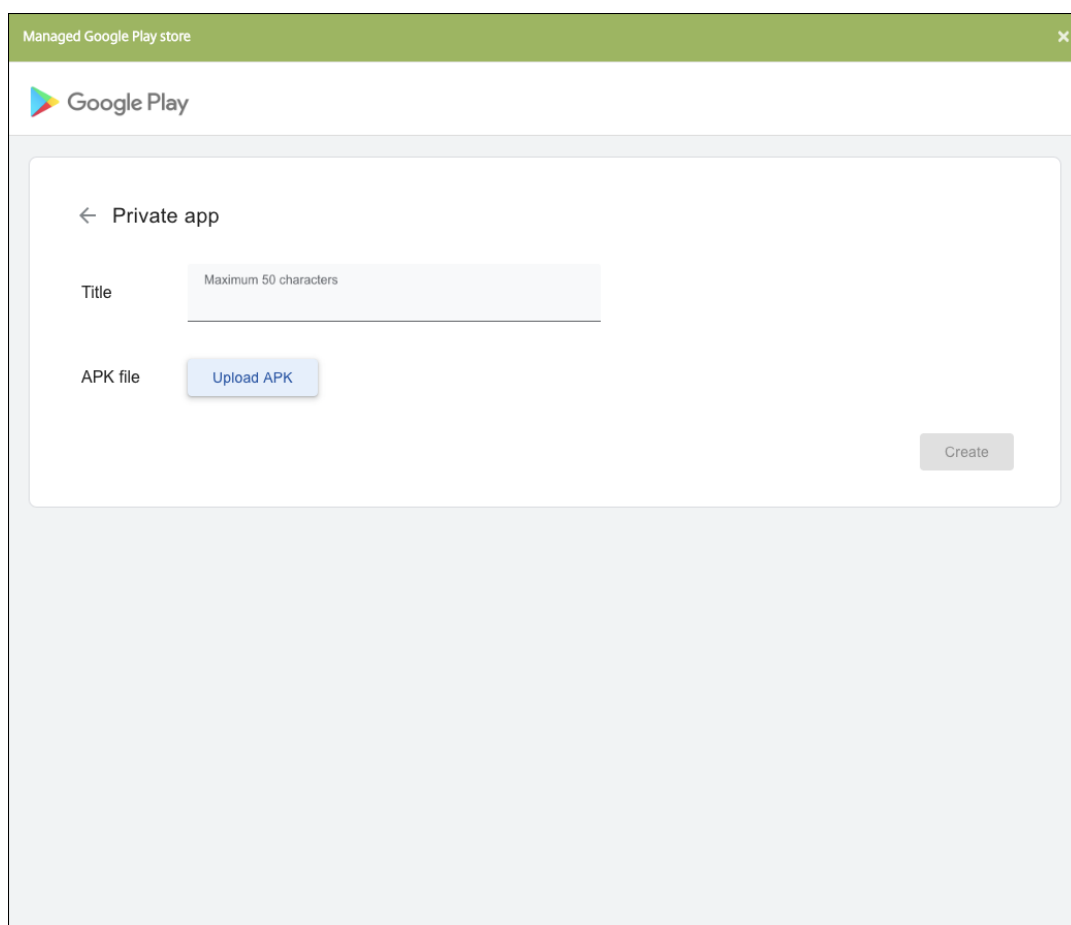 Managed Google Play store
Google Play
Private app
Title
Maximum 50 characters
APK file
Upload APK
Create